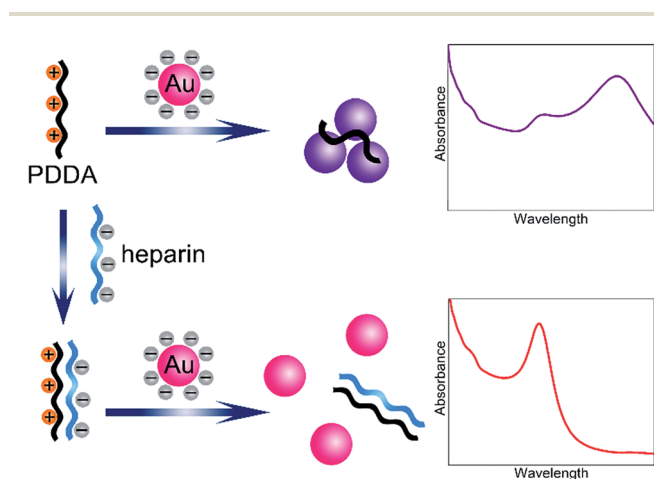 Au
PDDA
Absorbance
Wavelength
heparin
Au
Absorbance
Wavelength